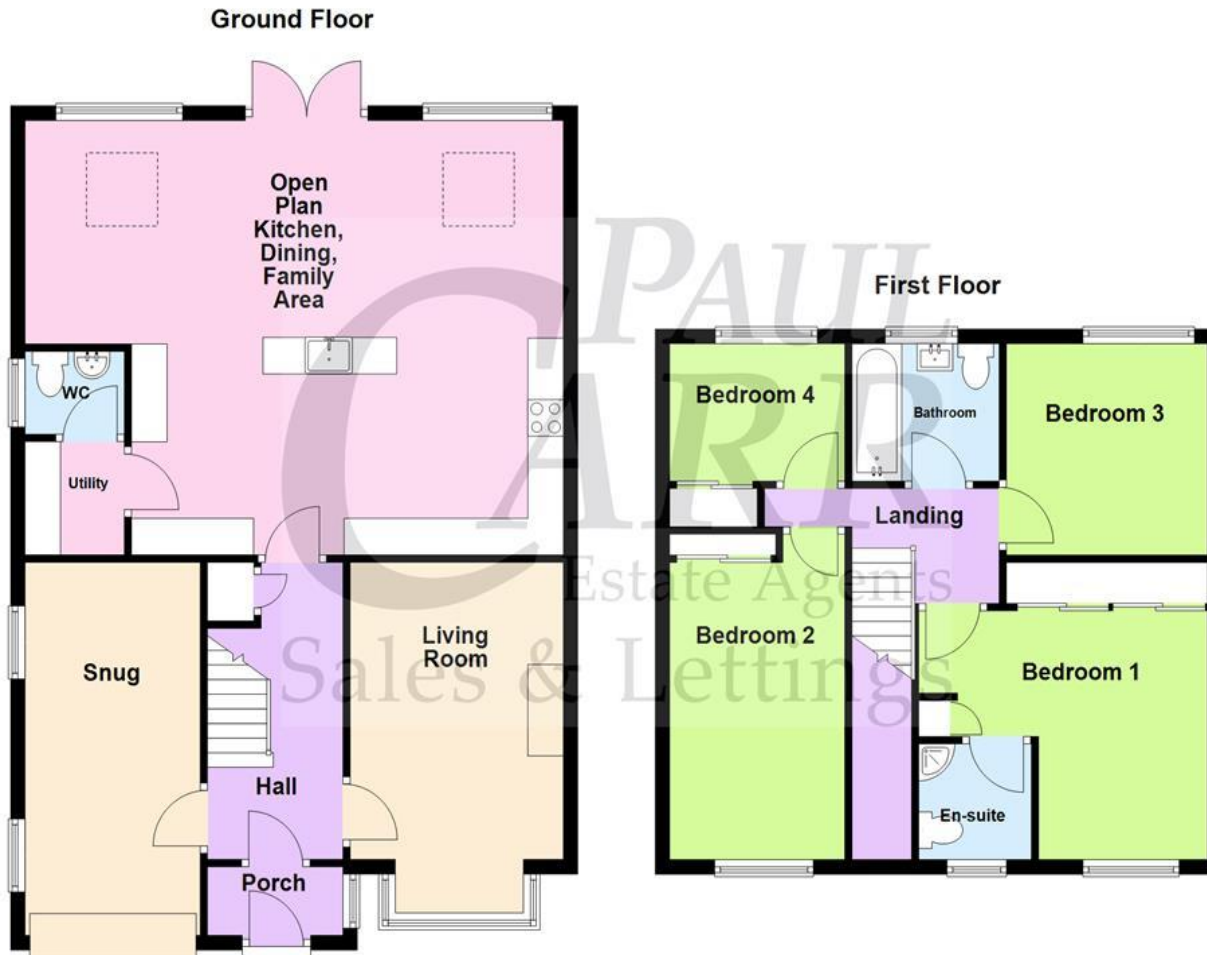 Ground Floor
Open
Plan
Kitchen,
Dining,
Family
Area
WC
Utility
Snug
Living
Room
Hall
Porch
First Floor
Bedroom 4
Bathroom
Bedroom 3
Landing
Bedroom 2
Bedroom 1
En-suite
PAUL
CARR
Estate Agents
Sales & Lettings